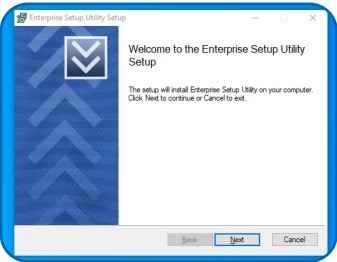 Enterprise Setup Utility Setup
Welcome to the Enterprise Setup Utility
Setup
The setup will install Enterprise Setup Utility on your computer.
Click Next to continue or Cancel to exit.
Back
Next
Cancel